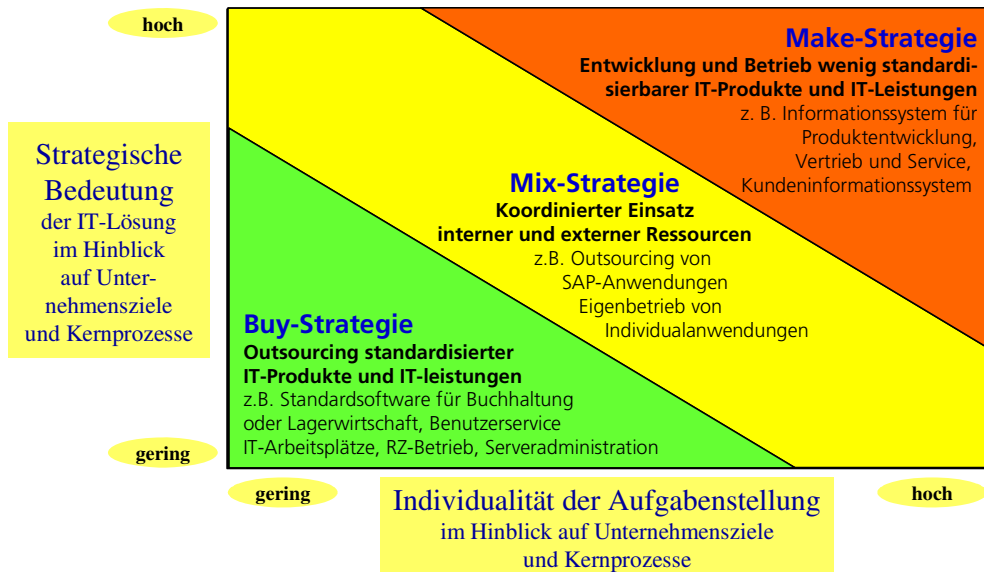 hoch
Make-Strategie
Entwicklung und Betrieb wenig standardi-
sierbarer IT-Produkte und IT-Leistungen
z. B. Informationssystem für
Produktentwicklung,
Vertrieb und Service,
Kundeninformationssystem
Strategische
Bedeutung
der IT-Lösung
im Hinblick
auf Unter-
nehmensziele
und Kernprozesse
Mix-Strategie
Koordinierter Einsatz
interner und externer Ressourcen
z.B. Outsourcing von
SAP-Anwendungen
Eigenbetrieb von
Individualanwendungen
Buy-Strategie
Outsourcing standardisierter
IT-Produkte und IT-leistungen
z.B. Standardsoftware für Buchhaltung
oder Lagerwirtschaft, Benutzerservice
IT-Arbeitsplätze, RZ-Betrieb, Serveradministration
gering
gering
Individualität der Aufgabenstellung
im Hinblick auf Unternehmensziele
und Kernprozesse
hoch